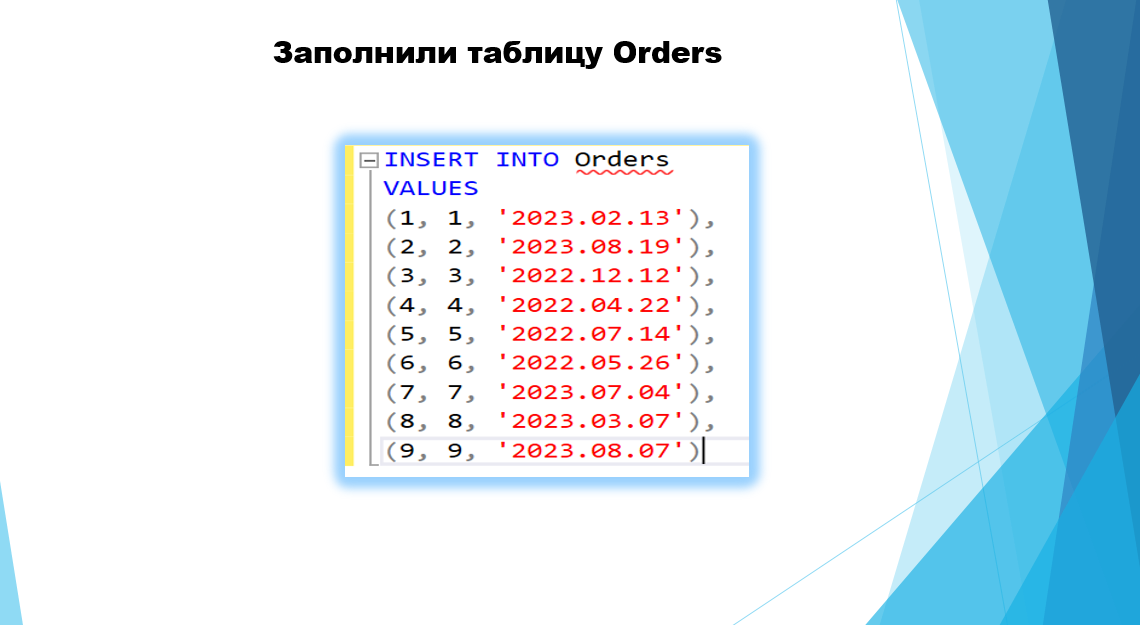 Заполнили таблицу Orders
INSERT INTO Orders
VALUES
(1, 1, '2023.02.13'),
(2, 2, '2023.08.19'),
(3, 3, '2022.12.12'),
(4, 4, '2022.04.22'),
(5, 5, '2022.07.14'),
(6, 6, '2022.05.26'),
(7, 7, '2023.07.04'),
(8, 8, '2023.03.07'),
(9, 9, '2023.08.07')